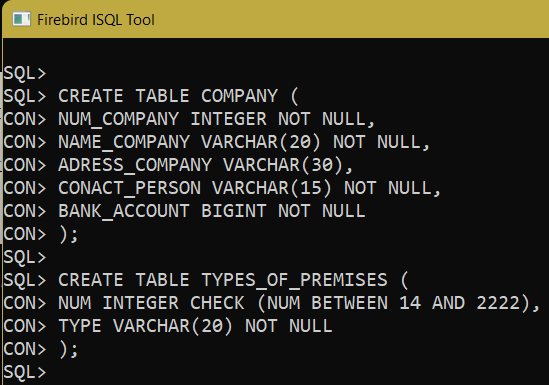 Firebird ISQL Tool
SQL>
SQL> CREATE TABLE COMPANY (
CON> NUM_COMPANY INTEGER NOT NULL,
CON> NAME_COMPANY VARCHAR(20) NOT NULL,
CON> ADRESS_COMPANY VARCHAR(30),
CON> CONACT_PERSON VARCHAR(15) NOT NULL,
CON> BANK_ACCOUNT BIGINT NOT NULL
CON> );
SQL>
SQL> CREATE TABLE TYPES_OF_PREMISES (
CON> NUM INTEGER CHECK (NUM BETWEEN 14 AND 2222),
CON> TYPE VARCHAR(20) NOT NULL
CON> );
SQL>